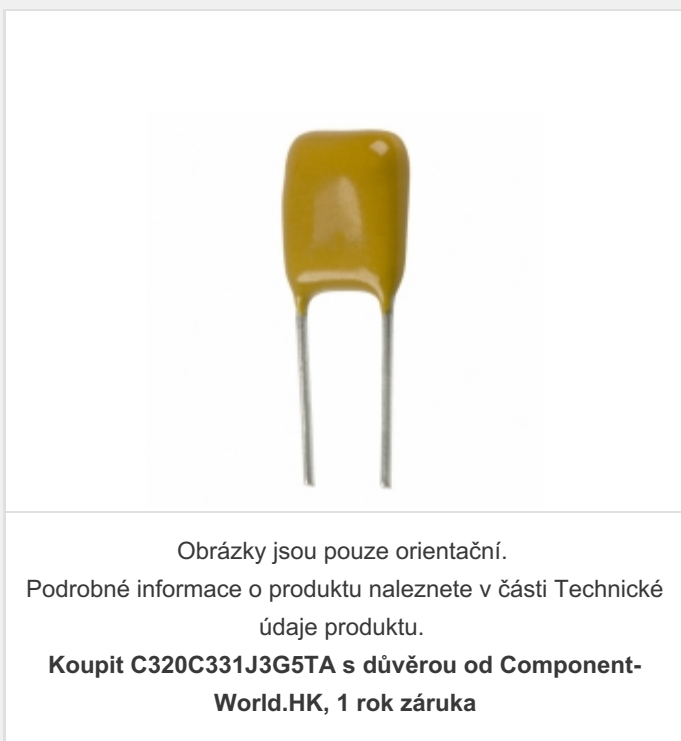 Obrázky jsou pouze orientační.
Podrobné informace o produktu naleznete v části Technické
údaje produktu.
Koupit C320C331J3G5TA s důvěrou od Component-
World.HK, 1 rok záruka